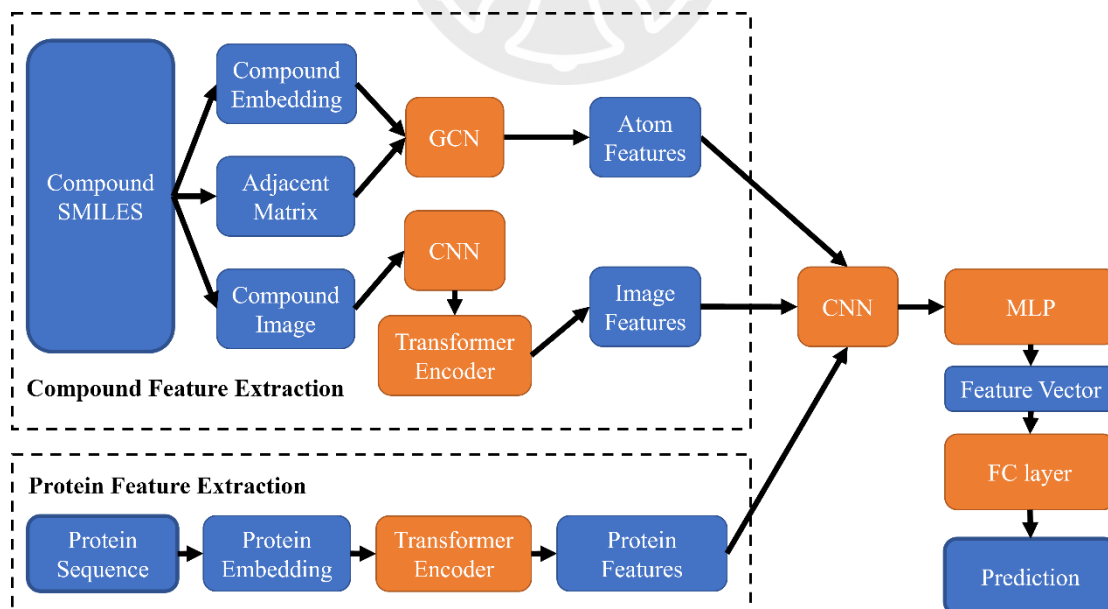 Compound
SMILES
Compound
Embedding
Adjacent
Matrix
Compound
Image
GCN
CNN
Transformer
Encoder
Atom
Features
Image
Features
Compound Feature Extraction
CNN
MLP
Feature Vector
FC layer
Prediction
Protein Feature Extraction
Protein
Sequence
Protein
Embedding
Transformer
Encoder
Protein
Features